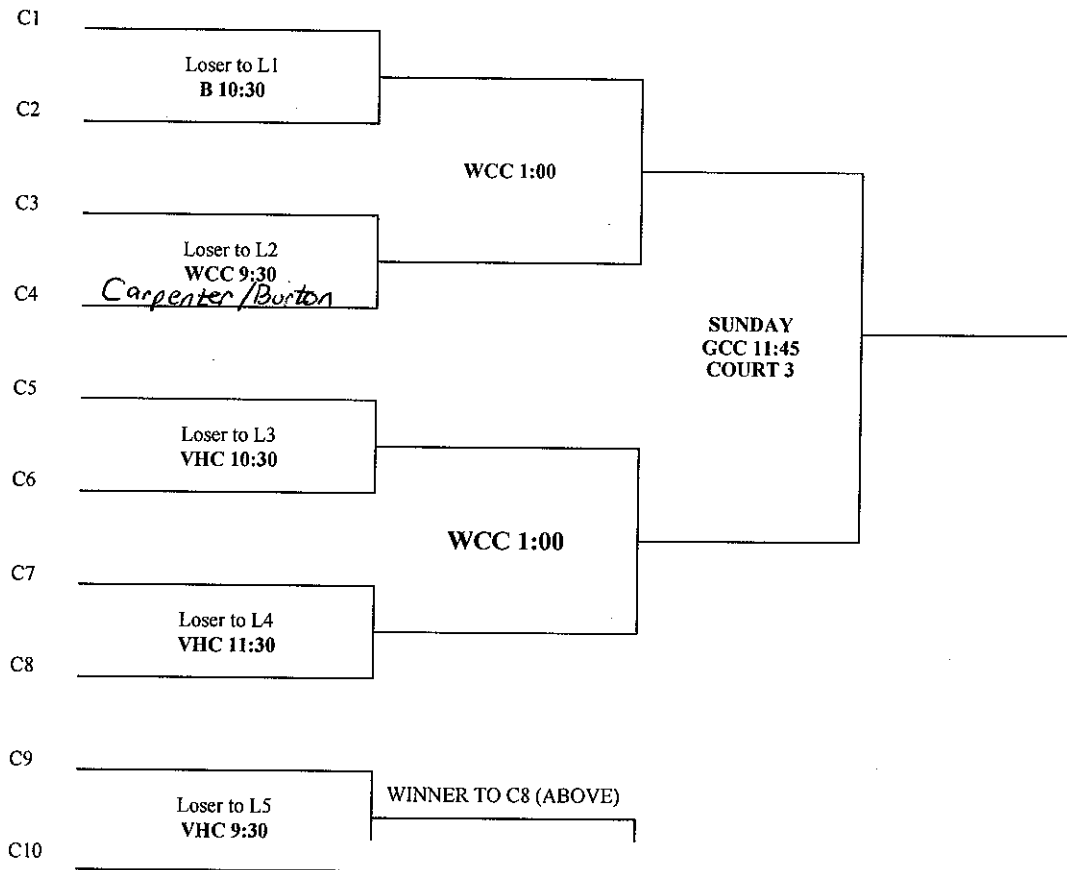 C1
Loser to L1
B 10:30
C2
WCC 1:00
C3
Loser to L2
WCC 9:30
C4 Carpenter/Burton
SUNDAY
GCC 11:45
COURT 3
C5
Loser to L3
VHC 10:30
C6
WCC 1:00
C7
Loser to L4
VHC 11:30
C8
C9
WINNER TO C8 (ABOVE)
Loser to L5
VHC 9:30
C10